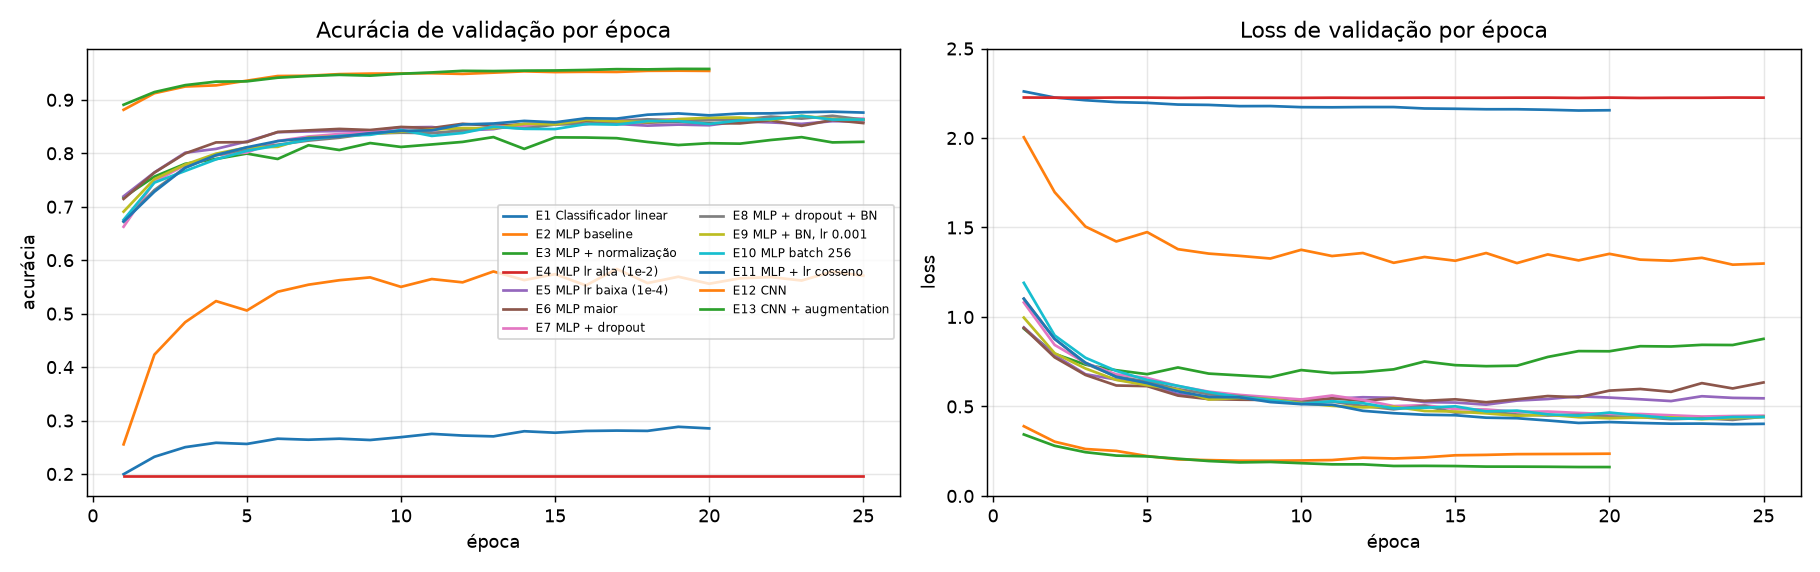 Acurácia de validação por época
acurácia
0.9
0.8
0.7
0.6
0.5
0.4
0.3
0.2
0
5
10
15
20
25
época
E1 Classificador linear
E2 MLP baseline
E3 MLP + normalização
E4 MLP lr alta (1e-2)
E5 MLP lr baixa (1e-4)
E6 MLP maior
E7 MLP + dropout
E8 MLP + dropout + BN
E9 MLP + BN, lr 0.001
E10 MLP batch 256
E11 MLP + lr cosseno
E12 CNN
E13 CNN + augmentation
Loss de validação por época
loss
2.5
2.0
1.5
1.0
0.5
0.0
0
5
10
15
20
25
época